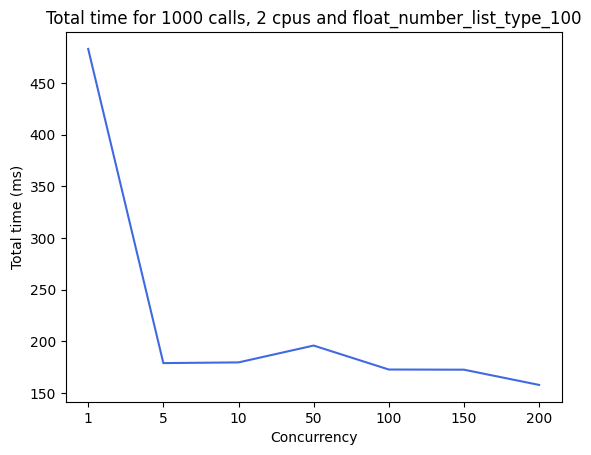 Total time for 1000 calls, 2 cpus and float_number_list_type_100
Total time (ms)
450
400
350
300
250
200
150
1 5 10 50 100 150 200
Concurrency